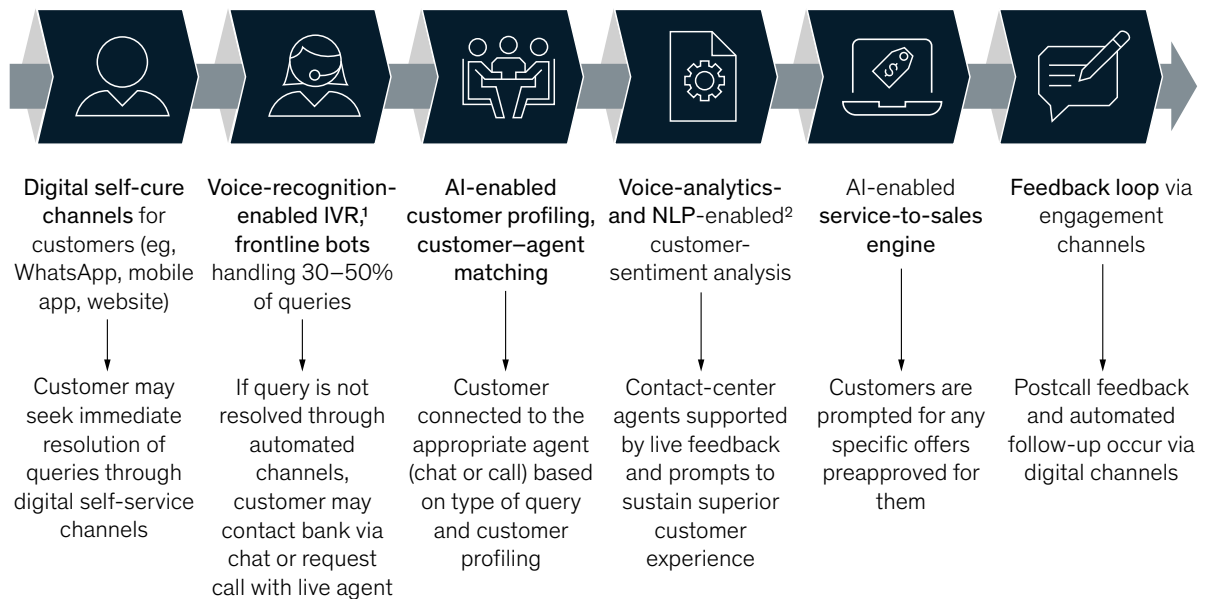 Digital self-cure
channels for
customers (eg,
WhatsApp, mobile
app, website)
Customer may
seek immediate
resolution of
queries through
digital self-service
channels
Voice-recognition-
enabled IVR,¹
frontline bots
handling 30–50%
of queries
If query is not
resolved through
automated
channels,
customer may
contact bank via
chat or request
call with live agent
AI-enabled
customer profiling,
customer–agent
matching
Customer
connected to the
appropriate agent
(chat or call) based
on type of query
and customer
profiling
Voice-analytics-
and NLP-enabled²
customer-
sentiment analysis
Contact-center
agents supported
by live feedback
and prompts to
sustain superior
customer
experience
$
AI-enabled
service-to-sales
engine
Customers are
prompted for any
specific offers
preapproved for
them
Feedback loop via
engagement
channels
Postcall feedback
and automated
follow-up occur via
digital channels